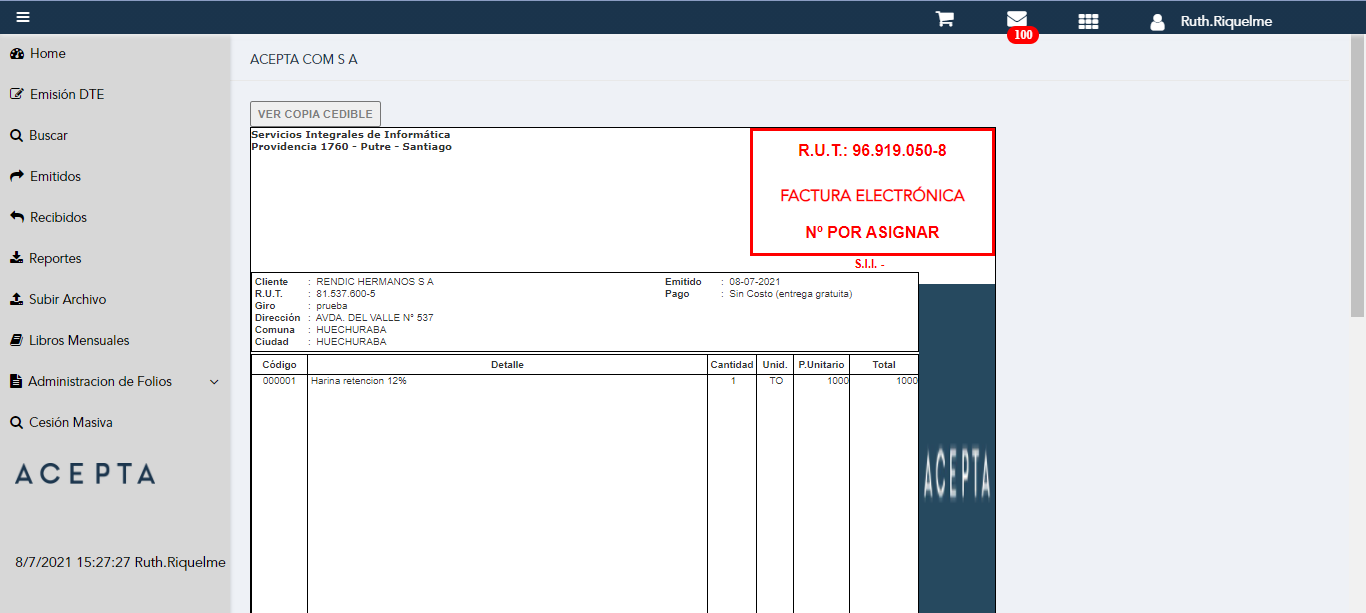 Ruth.Riquelme
100
Home
Emisión DTE
Buscar
Emitidos
Recibidos
Reportes
Subir Archivo
Libros Mensuales
Administracion de Folios
Cesión Masiva
ACEPTA
8/7/2021 15:27:27 Ruth.Riquelme
ACEPTA COM S A
VER COPIA CEDIBLE
Servicios Integrales de Informática
Providencia 1760 - Putre - Santiago
R.U.T.: 96.919.050-8
FACTURA ELECTRÓNICA
Nº POR ASIGNAR
S.I.I. -
Cliente : RENDIC HERMANOS S A Emitido : 08-07-2021
R.U.T. : 81.537.600-5 Pago : Sin Costo (entrega gratuita)
Giro : prueba
Dirección : AVDA. DEL VALLE N° 537
Comuna : HUECHURABA
Ciudad : HUECHURABA
Código Detalle Cantidad Unid. P.Unitario Total
000001 Harina retencion 12% 1 TO 1000 1000
ACEPTA